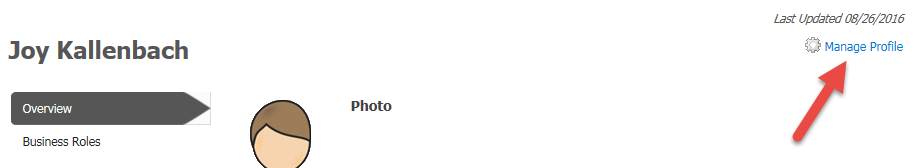 Last Updated 08/26/2016
Joy Kallenbach
Manage Profile
Overview
Photo
Business Roles